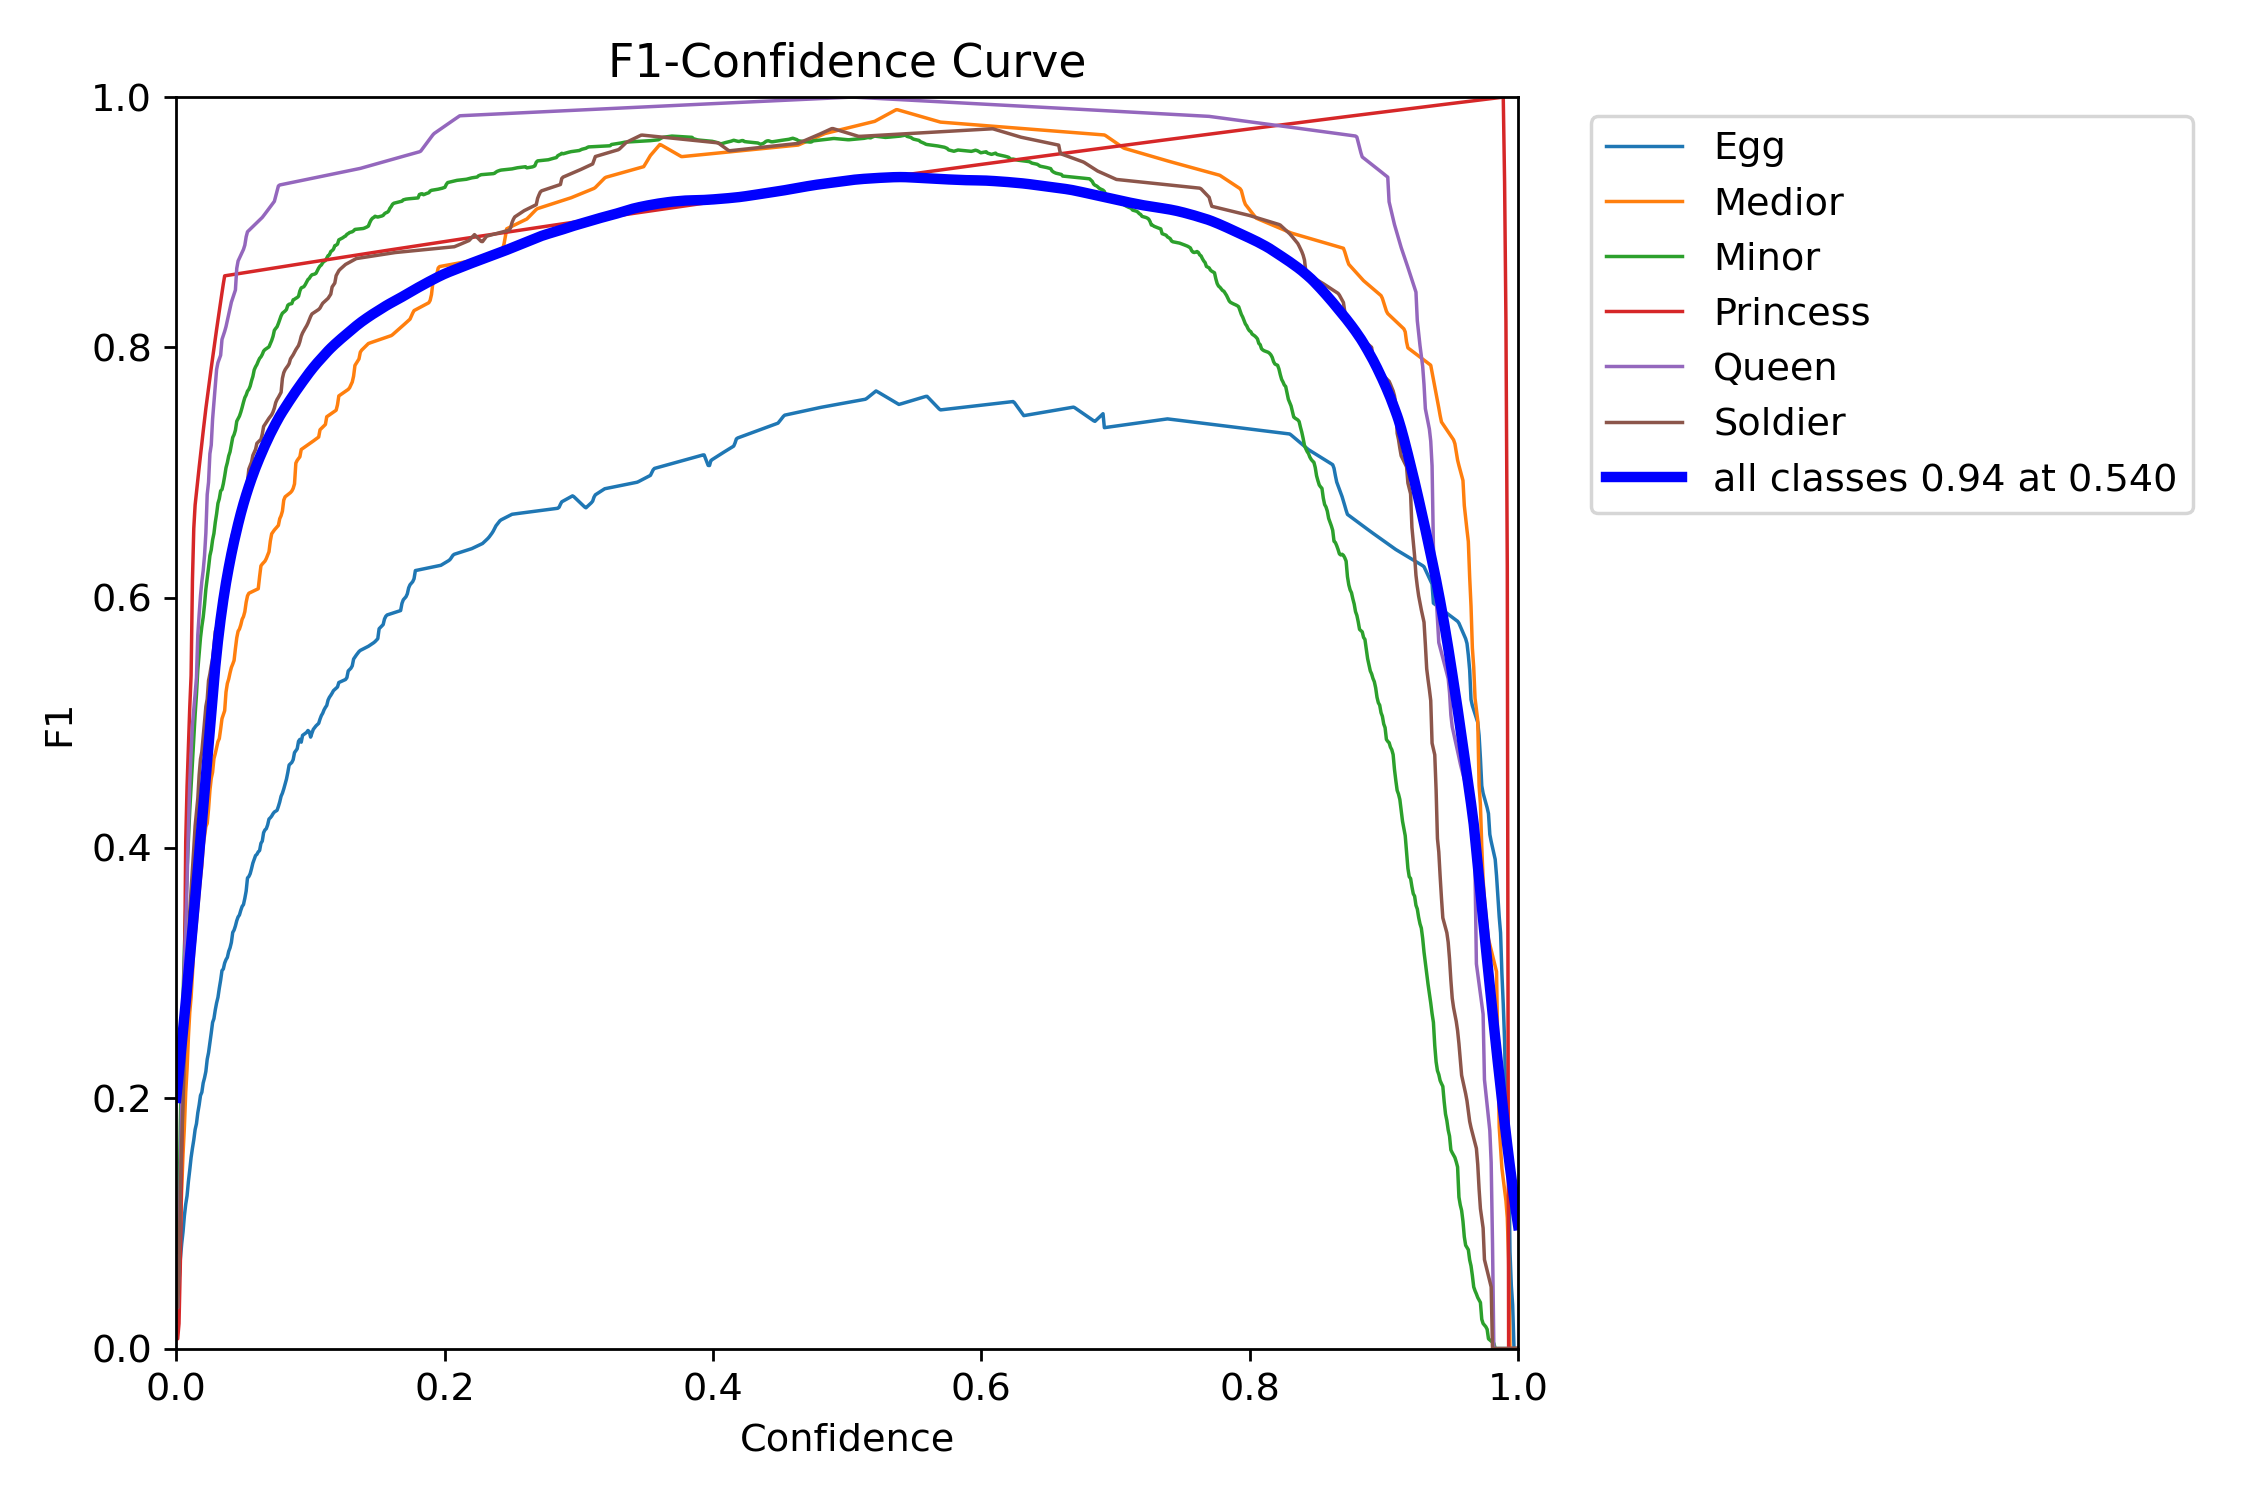 F1-Confidence Curve
1.0
0.8
0.6
0.4
0.2
0.0
F1
0.0 0.2 0.4 0.6 0.8 1.0
Confidence
Egg
Medior
Minor
Princess
Queen
Soldier
all classes 0.94 at 0.540